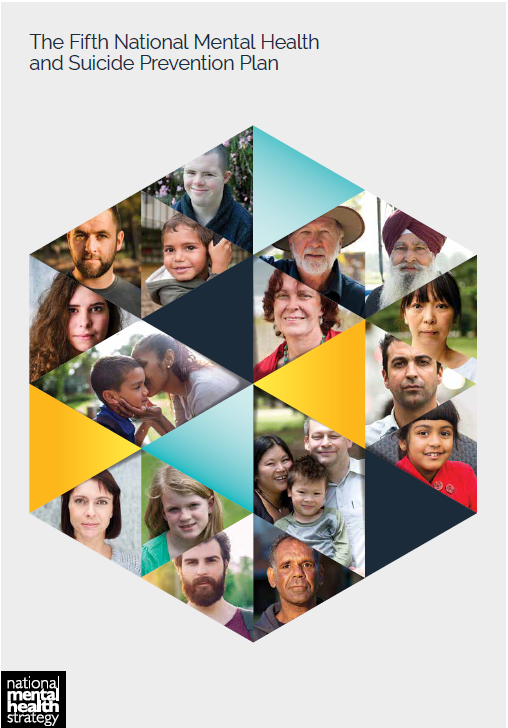 The Fifth National Mental Health
and Suicide Prevention Plan
national
mental
health
strategy